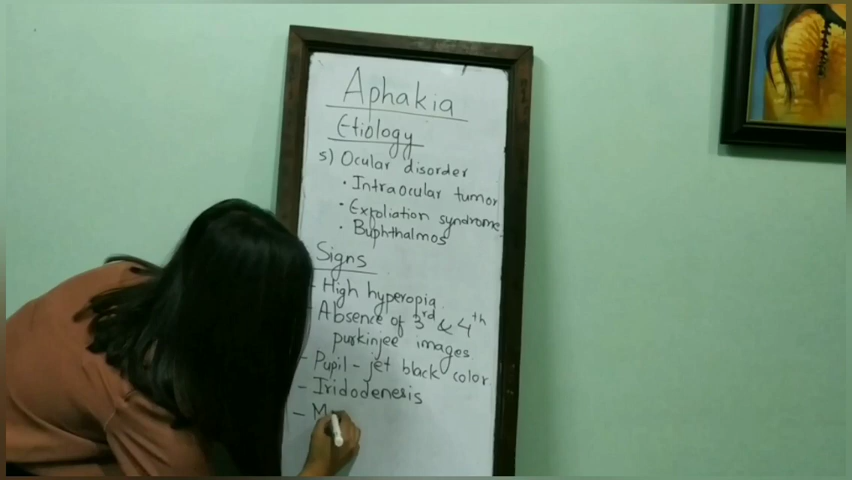 Aphakia
Etiology
5) Ocular disorder
· Intraocular tumor
· Exfoliation syndrome
· Buphthalmos
Signs
- High hyperopia
Absence of 3rd & 4th
purkinjee images
- Pupil - jet black color
- Iridodenesis
- M